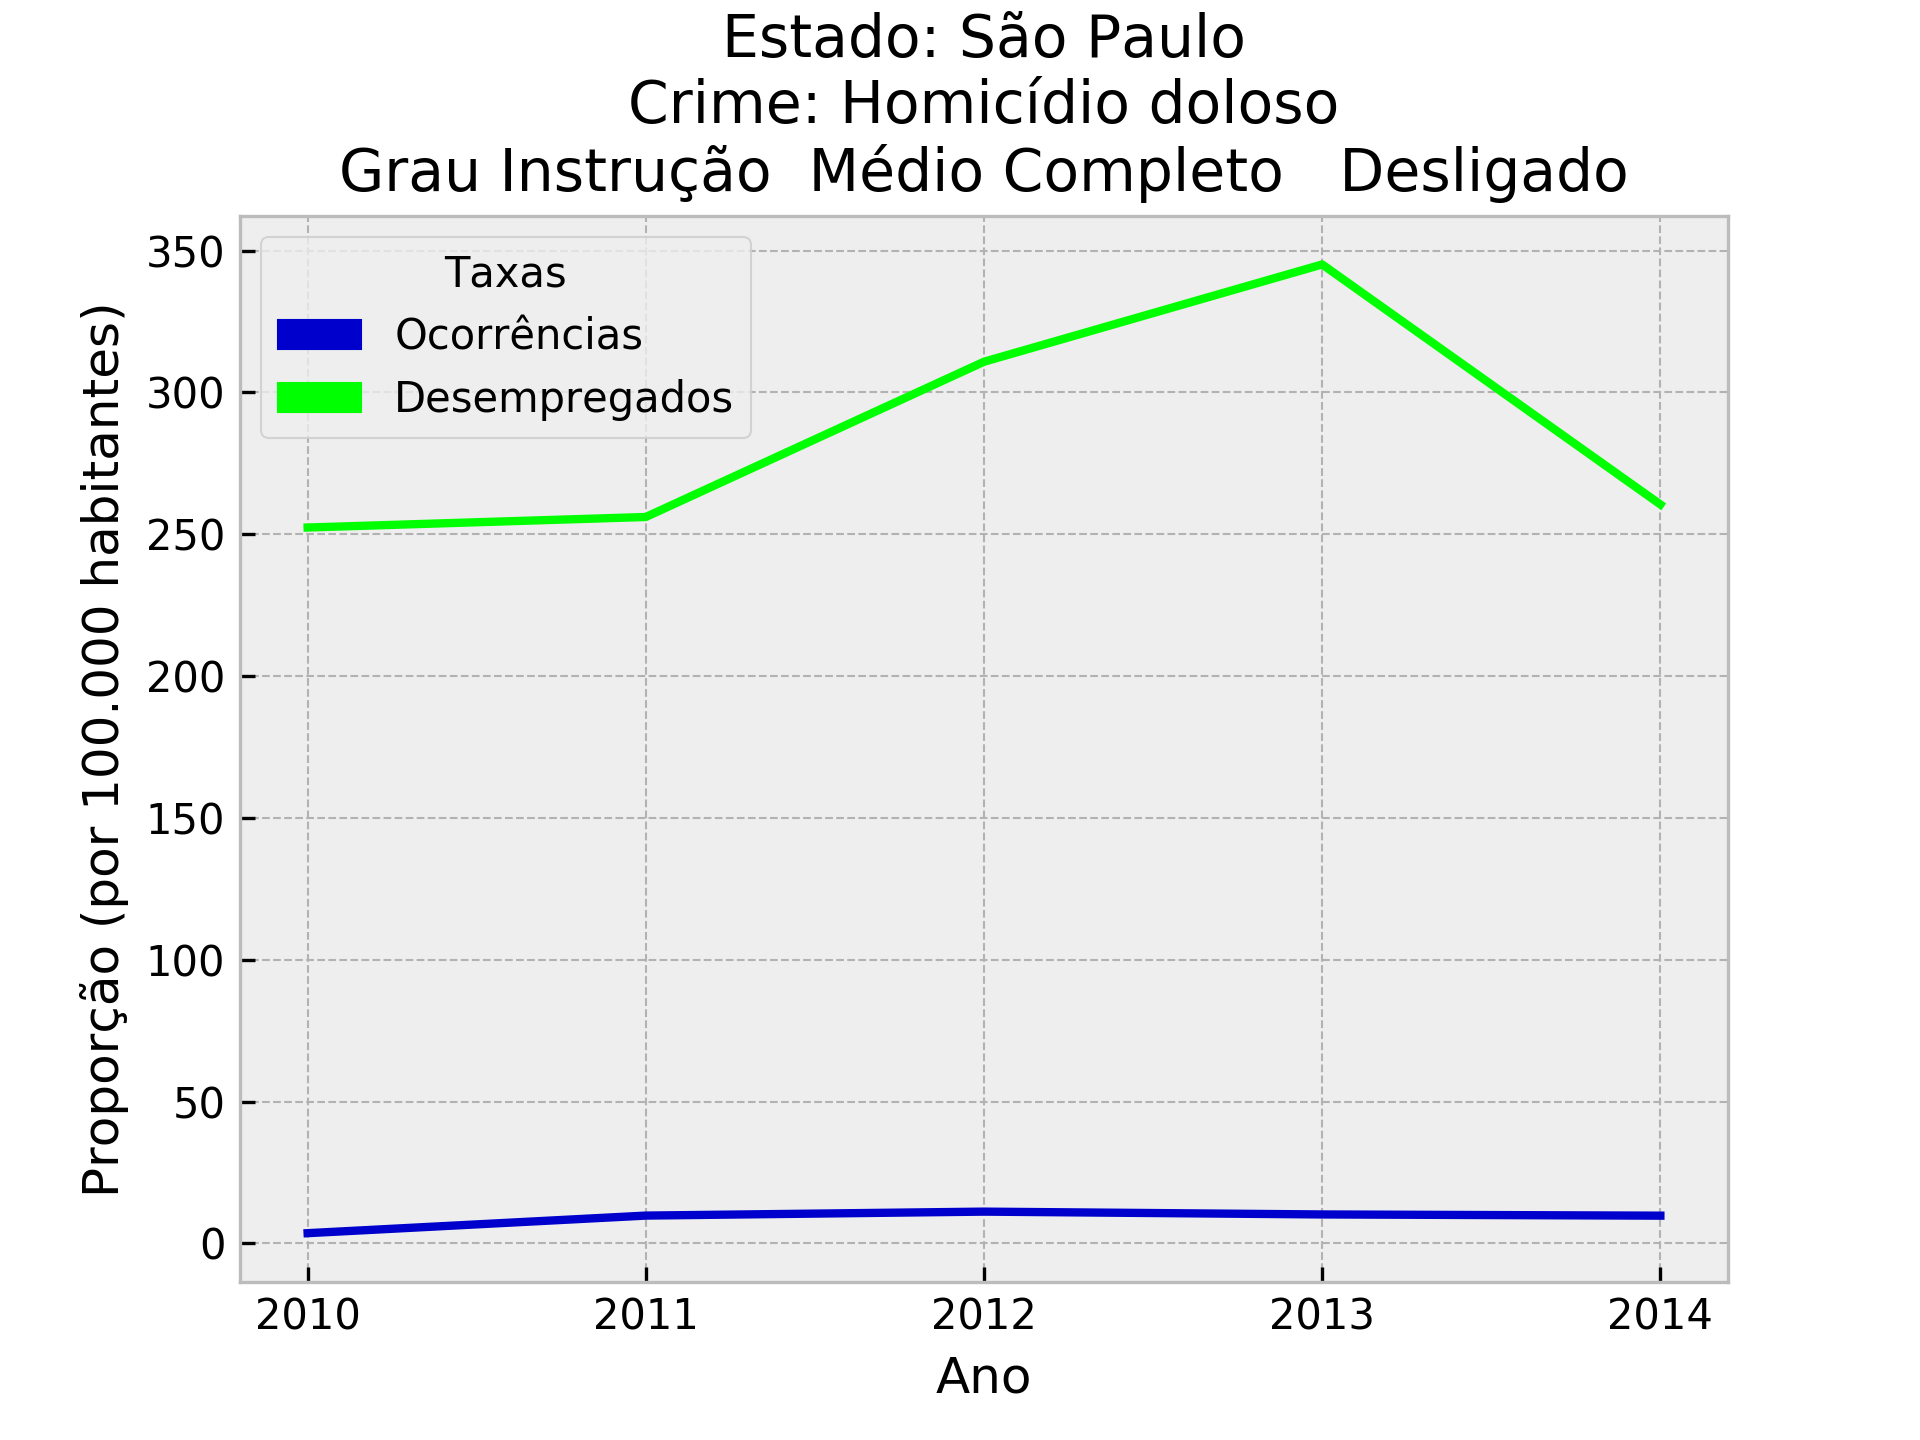 Estado: São Paulo
Crime: Homicídio doloso
Grau Instrução  Médio Completo   Desligado
Taxas
Ocorrências
Desempregados
Proporção (por 100.000 habitantes)
350
300
250
200
150
100
50
0
2010 2011 2012 2013 2014
Ano